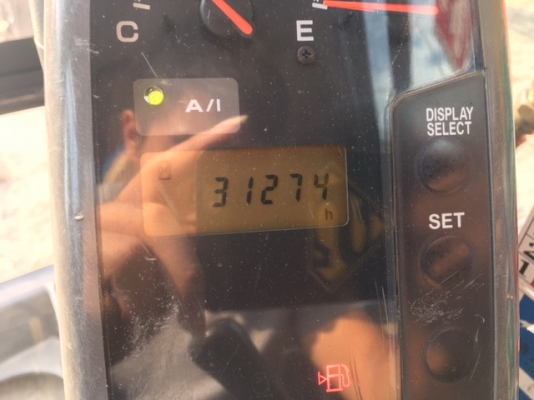 C
E
A/I
DISPLAY
SELECT
31274
h
SET